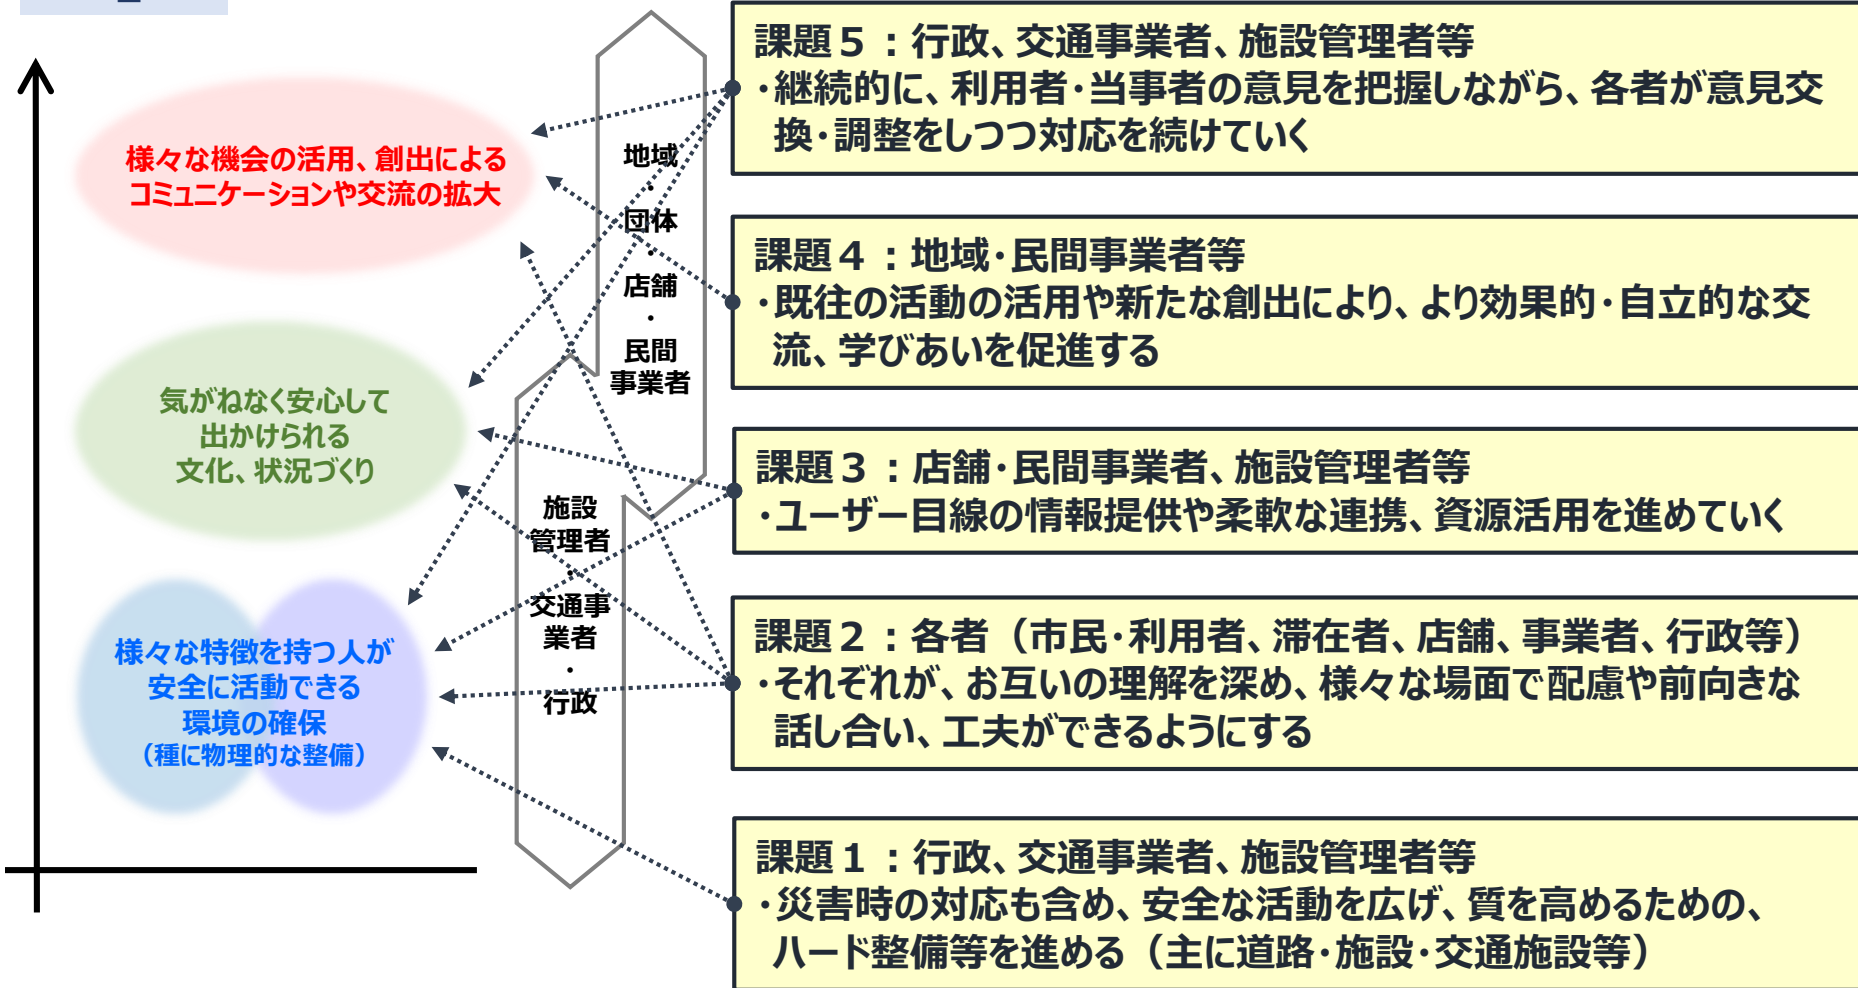 様々な機会の活用、創出による
コミュニケーションや交流の拡大
気がねなく安心して
出かけられる
文化、状況づくり
様々な特徴を持つ人が
安全に活動できる
環境の確保
（種に物理的な整備）
地域
・
団体
・
店舗
・
民間
事業者
施設
管理者
・
交通事
業者
・
行政
課題５：行政、交通事業者、施設管理者等
・継続的に、利用者・当事者の意見を把握しながら、各者が意見交
換・調整をしつつ対応を続けていく
課題４：地域・民間事業者等
・既往の活動の活用や新たな創出により、より効果的・自立的な交
流、学びあいを促進する
課題３：店舗・民間事業者、施設管理者等
・ユーザー目線の情報提供や柔軟な連携、資源活用を進めていく
課題２：各者（市民・利用者、滞在者、店舗、事業者、行政等）
・それぞれが、お互いの理解を深め、様々な場面で配慮や前向きな
話し合い、工夫ができるようにする
課題１：行政、交通事業者、施設管理者等
・災害時の対応も含め、安全な活動を広げ、質を高めるための、
ハード整備等を進める（主に道路・施設・交通施設等）